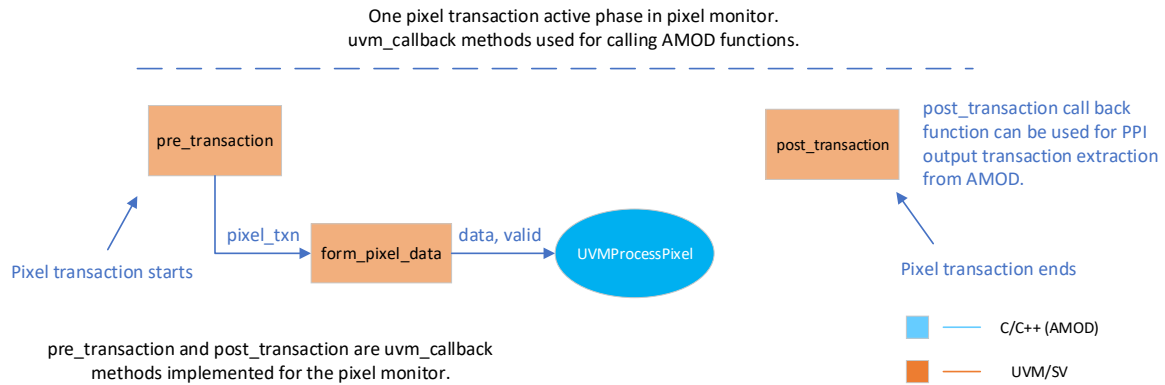 One pixel transaction active phase in pixel monitor.
uvm_callback methods used for calling AMOD functions.
pre_transaction
post_transaction
post_transaction call back
function can be used for PPI
output transaction extraction
from AMOD.
pixel_txn
form_pixel_data
data, valid
UVMProcessPixel
Pixel transaction starts
Pixel transaction ends
C/C++ (AMOD)
pre_transaction and post_transaction are uvm_callback
methods implemented for the pixel monitor.
UVM/SV